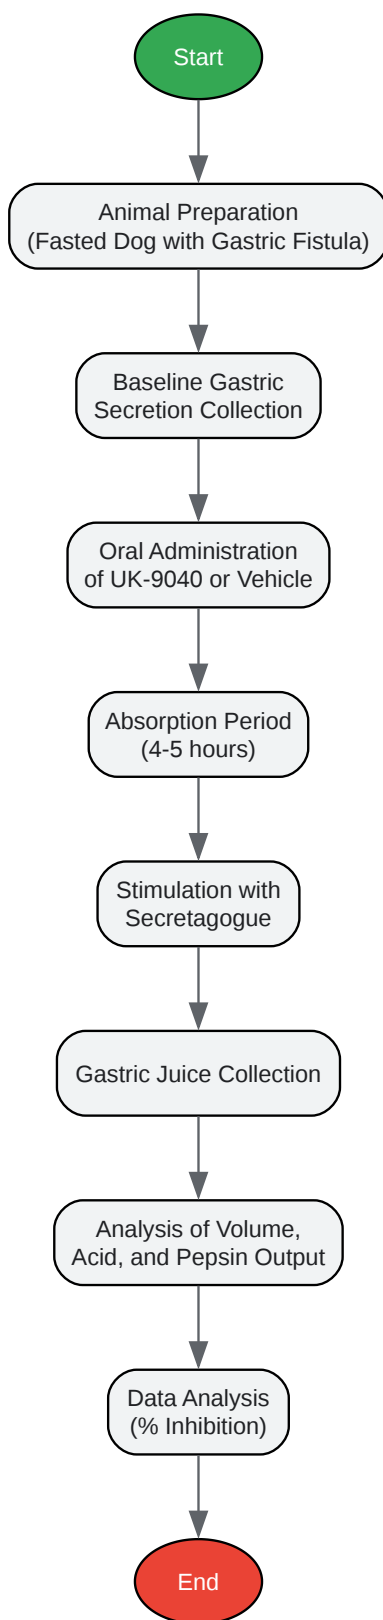 Start
Animal Preparation
(Fasted Dog with Gastric Fistula)
Baseline Gastric
Secretion Collection
Oral Administration
of UK-9040 or Vehicle
Absorption Period
(4-5 hours)
Stimulation with
Secretagogue
Gastric Juice Collection
Analysis of Volume,
Acid, and Pepsin Output
Data Analysis
(% Inhibition)
End